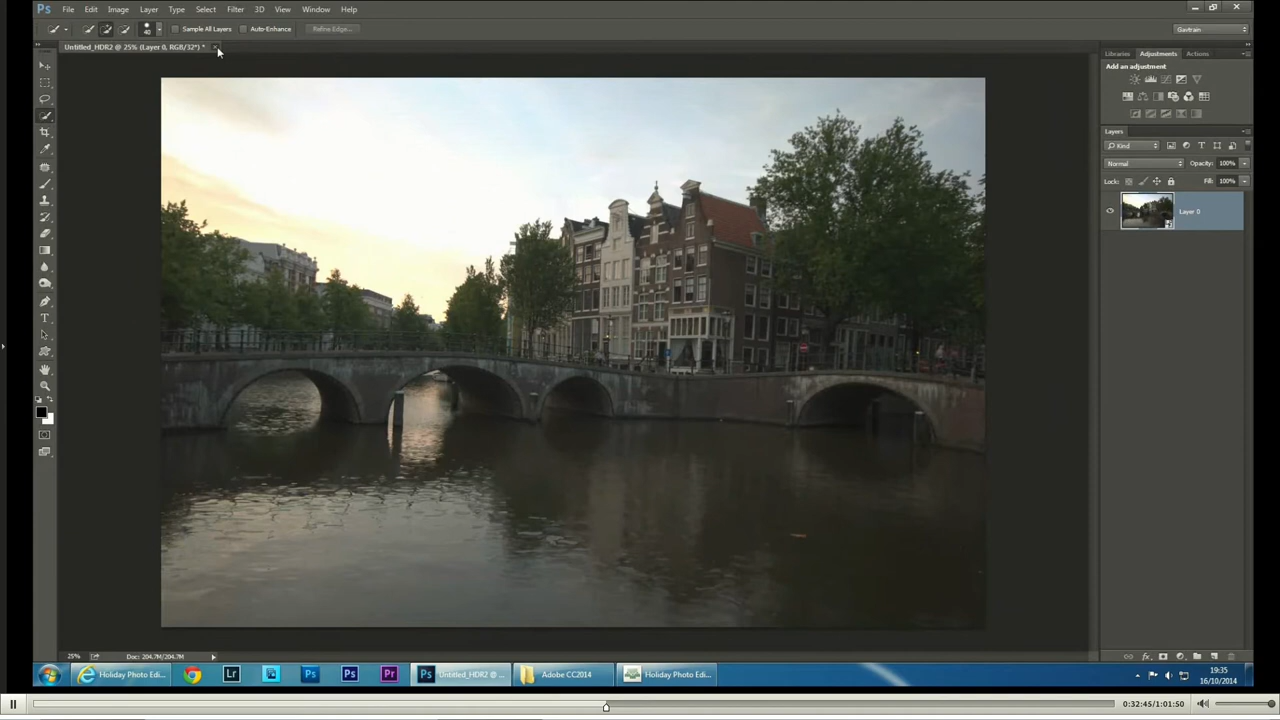 Ps File Edit Image Layer Type Select Filter 3D View Window Help
40 Sample All Layers Auto-Enhance Refine Edge... Gavtrain
Untitled_HDR2 @ 25% (Layer 0, RGB/32*) *
Libraries Adjustments Actions
Add an adjustment
Layers
Kind
Normal Opacity: 100%
Lock: Fill: 100%
Layer 0
25% Doc: 204.7M/204.7M
Holiday Photo Edi... Lr Ps Ps Pr Ps Untitled_HDR2 @ ... Adobe CC2014 Holiday Photo Edi...
19:35
16/10/2014
0:32:45/1:01:50